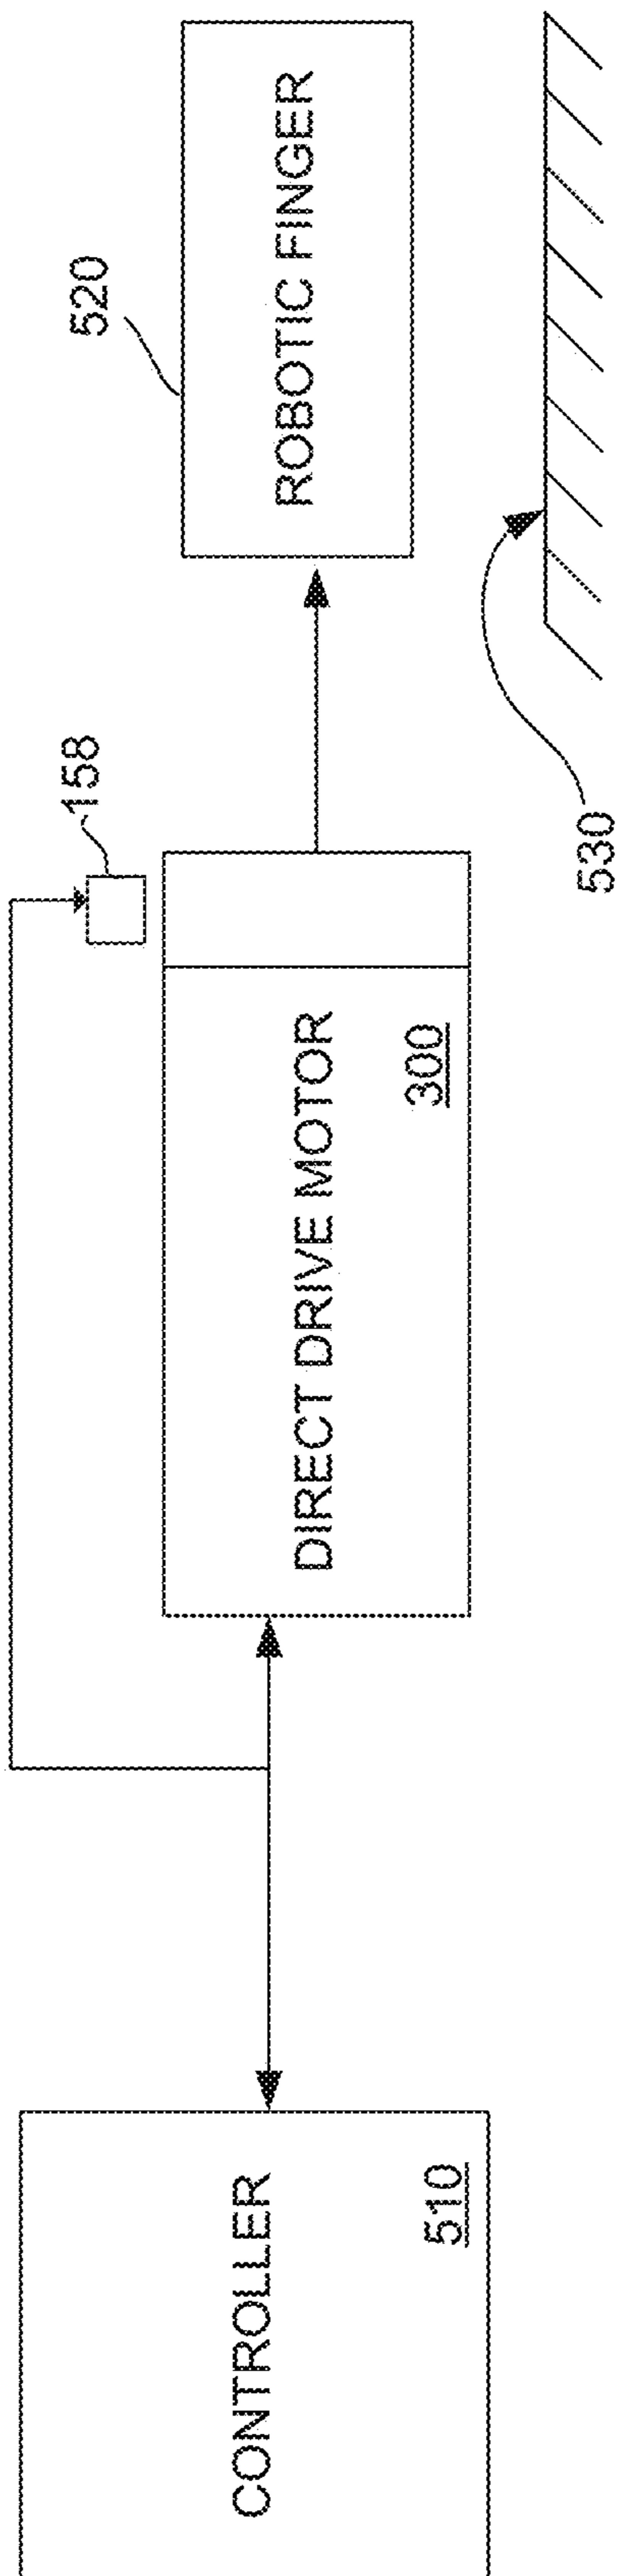 CONTROLLER
510
DIRECT DRIVE MOTOR
300
158
ROBOTIC FINGER
520
530